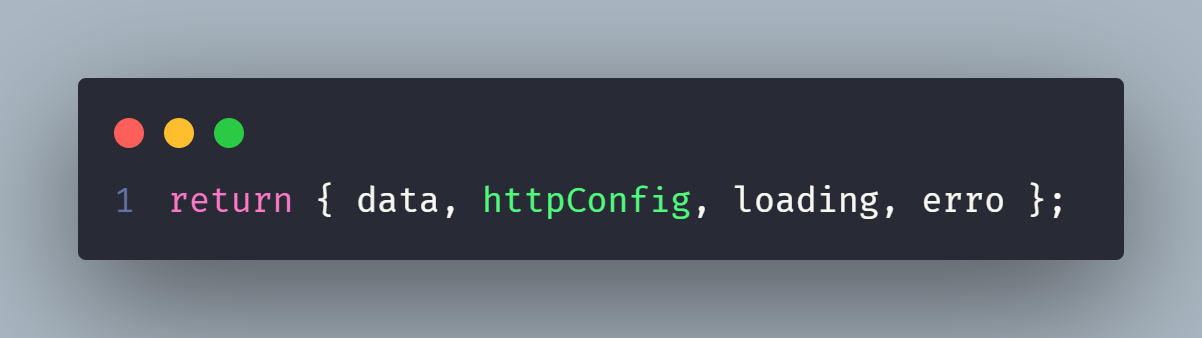 1 return { data, httpConfig, loading, erro };